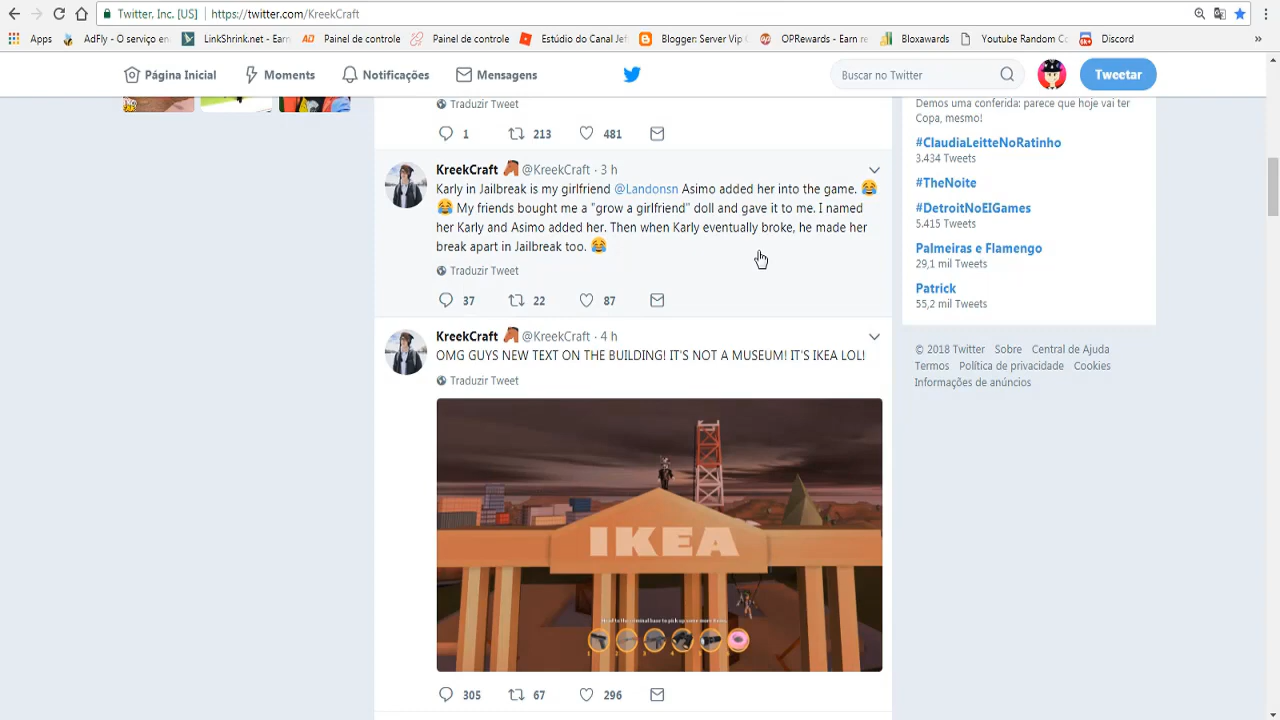 Twitter, Inc. [US] https://twitter.com/KreekCraft
Apps AdFly - O serviço en LinkShrink.net - Earn Painel de controle Painel de controle Estúdio do Canal Jef Blogger: Server Vip G OPRewards - Earn re Bloxawards Youtube Random Co Discord »
Página Inicial Moments Notificações Mensagens Buscar no Twitter Tweetar
Traduzir Tweet
1 213 481
KreekCraft @KreekCraft · 3 h
Karly in Jailbreak is my girlfriend @Landonsn Asimo added her into the game. 😂
😂 My friends bought me a "grow a girlfriend" doll and gave it to me. I named
her Karly and Asimo added her. Then when Karly eventually broke, he made her
break apart in Jailbreak too. 😂
Traduzir Tweet
37 22 87
KreekCraft @KreekCraft · 4 h
OMG GUYS NEW TEXT ON THE BUILDING! IT'S NOT A MUSEUM! IT'S IKEA LOL!
Traduzir Tweet
IKEA
305 67 296
Demos uma conferida: parece que hoje vai ter
Copa, mesmo!
#ClaudiaLeitteNoRatinho
3.434 Tweets
#TheNoite
#DetroitNoEIGames
5.415 Tweets
Palmeiras e Flamengo
29,1 mil Tweets
Patrick
55,2 mil Tweets
© 2018 Twitter Sobre Central de Ajuda
Termos Política de privacidade Cookies
Informações de anúncios